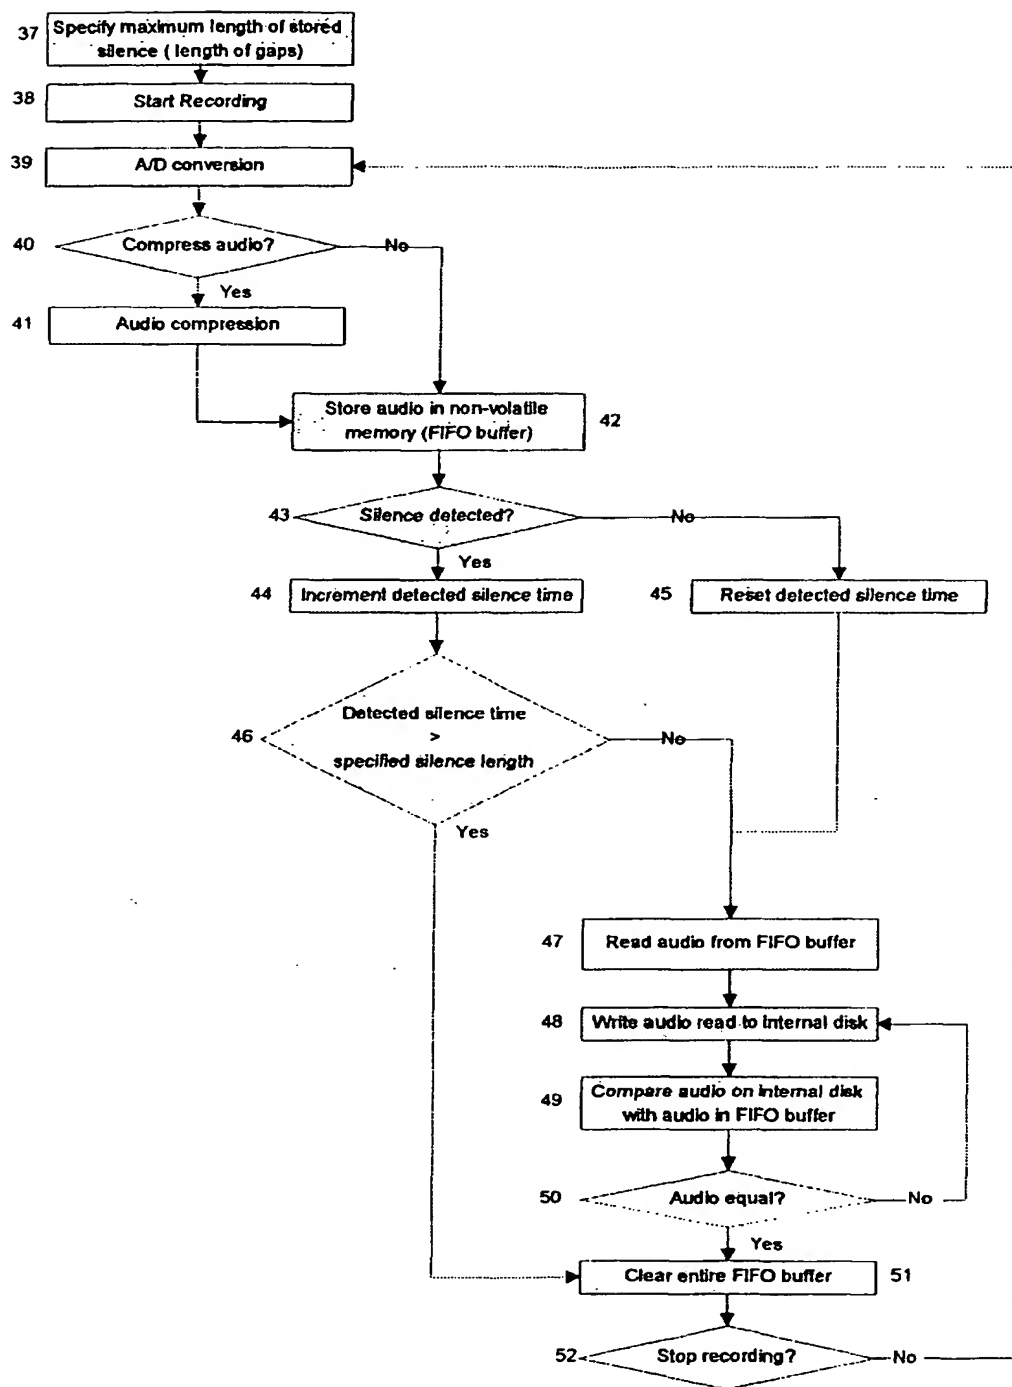 37 Specify maximum length of stored
silence ( length of gaps)
38 Start Recording
39 A/D conversion
40 Compress audio? No
Yes
41 Audio compression
Store audio in non-volatile 42
memory (FIFO buffer)
43 Silence detected? No
Yes
44 Increment detected silence time 45 Reset detected silence time
Detected silence time
46 > No
specified silence length
Yes
47 Read audio from FIFO buffer
48 Write audio read to internal disk
49 Compare audio on internal disk
with audio in FIFO buffer
50 Audio equal? No
Yes
Clear entire FIFO buffer 51
52 Stop recording? No